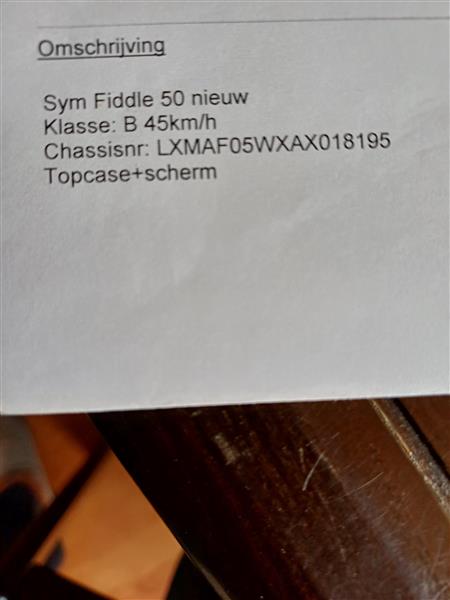 Omschrijving
Sym Fiddle 50 nieuw
Klasse: B 45km/h
Chassisnr: LXMAF05WXAX018195
Topcase+scherm